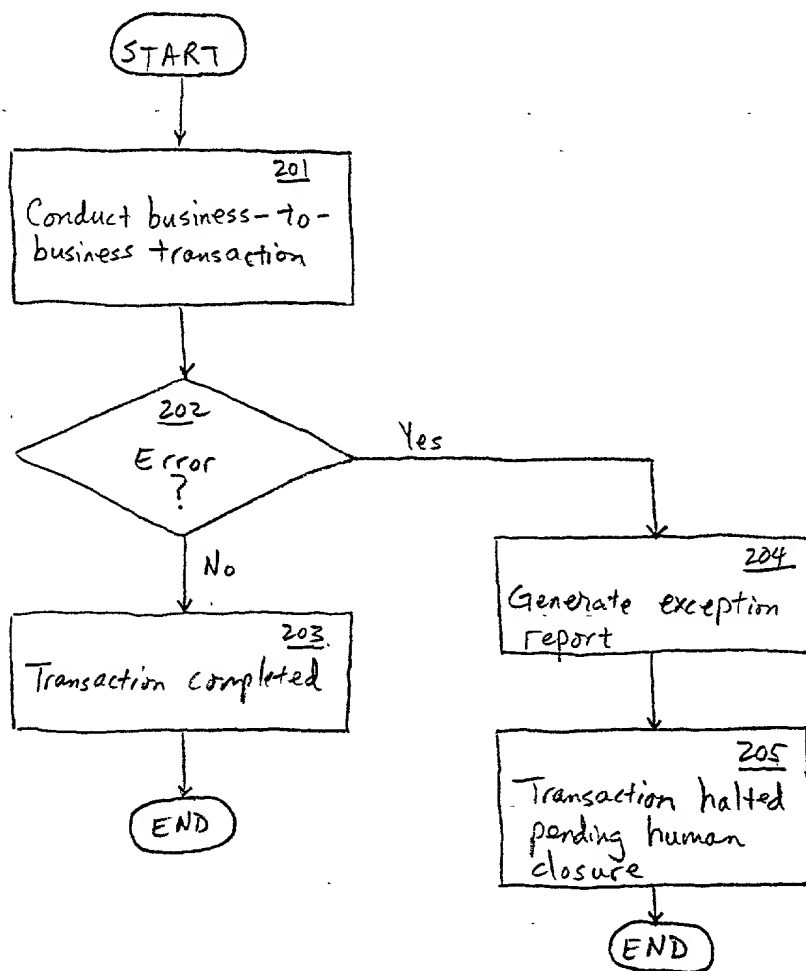 START
201
Conduct business-to-
business transaction
202
Error
?
Yes
No
203
Transaction completed
END
204
Generate exception
report
205
Transaction halted
pending human
closure
END